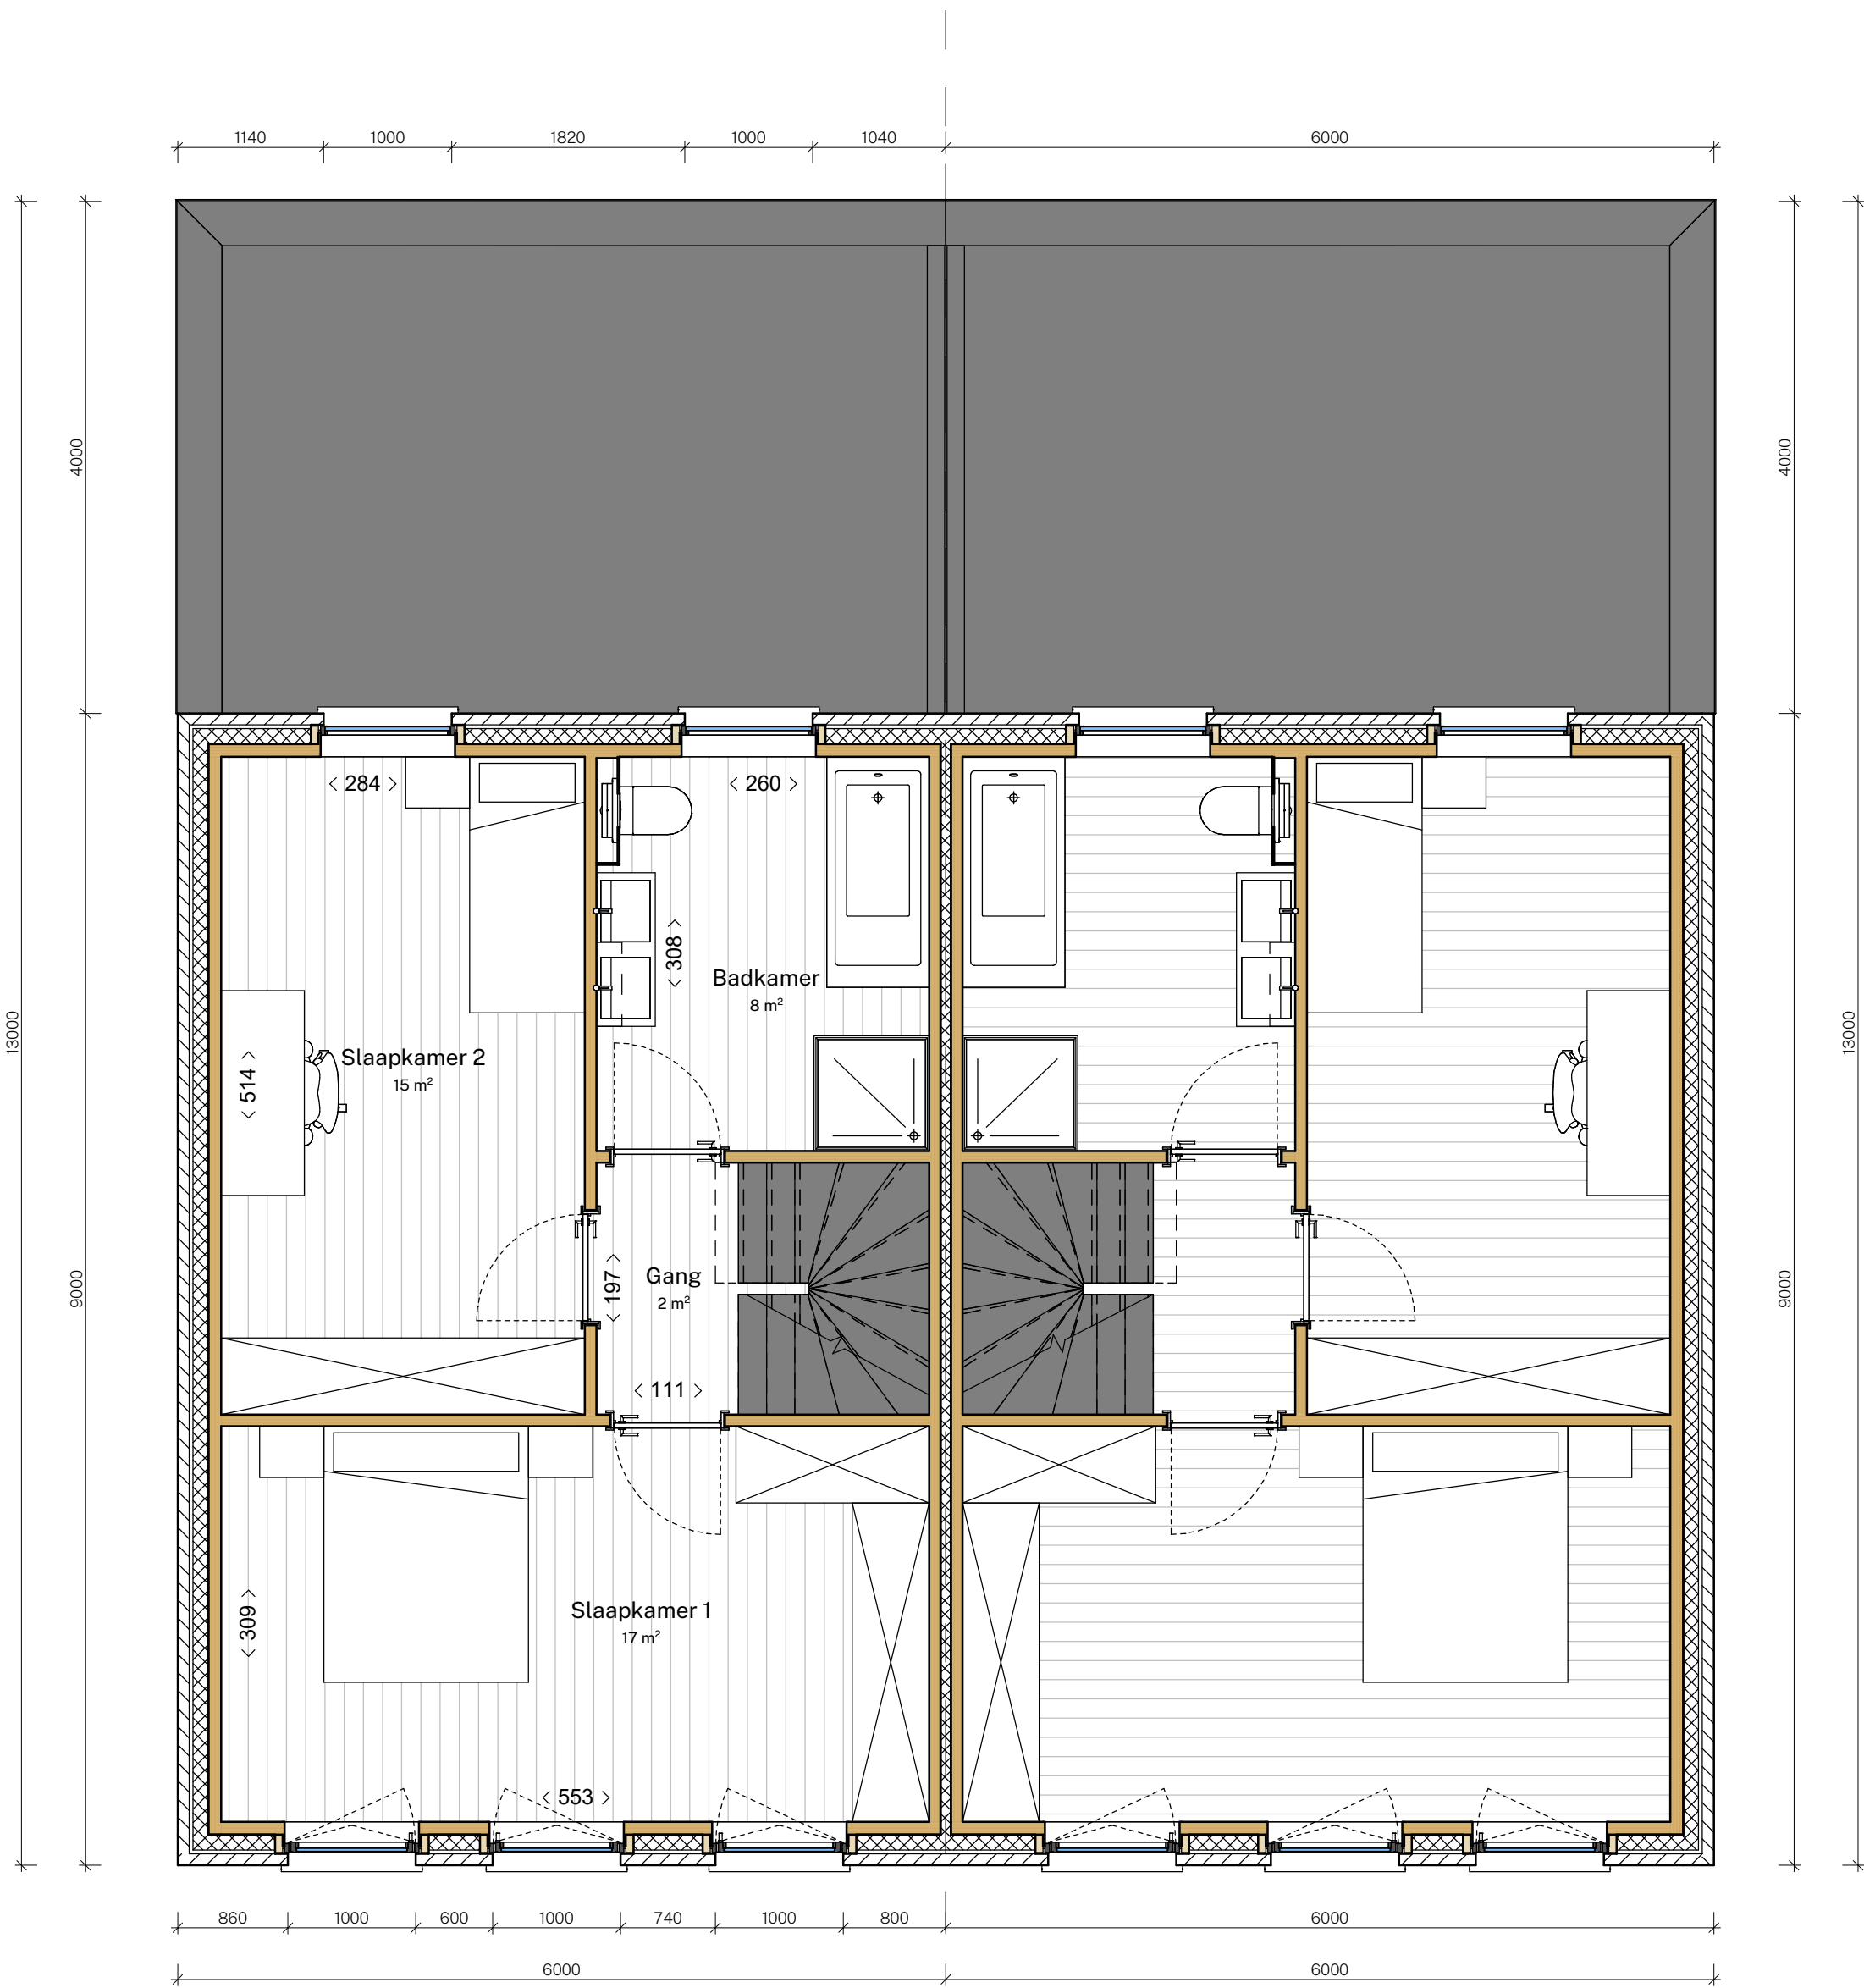 1140 1000 1820 1000 1040 6000
4000 4000
< 284 > < 260 >
< 308 >
Badkamer
8 m²
13000 13000
Slaapkamer 2
15 m²
< 514 >
Gang
2 m²
< 197 >
9000 9000
< 111 >
Slaapkamer 1
17 m²
< 309 >
< 553 >
860 1000 600 1000 740 1000 800 6000
6000 6000